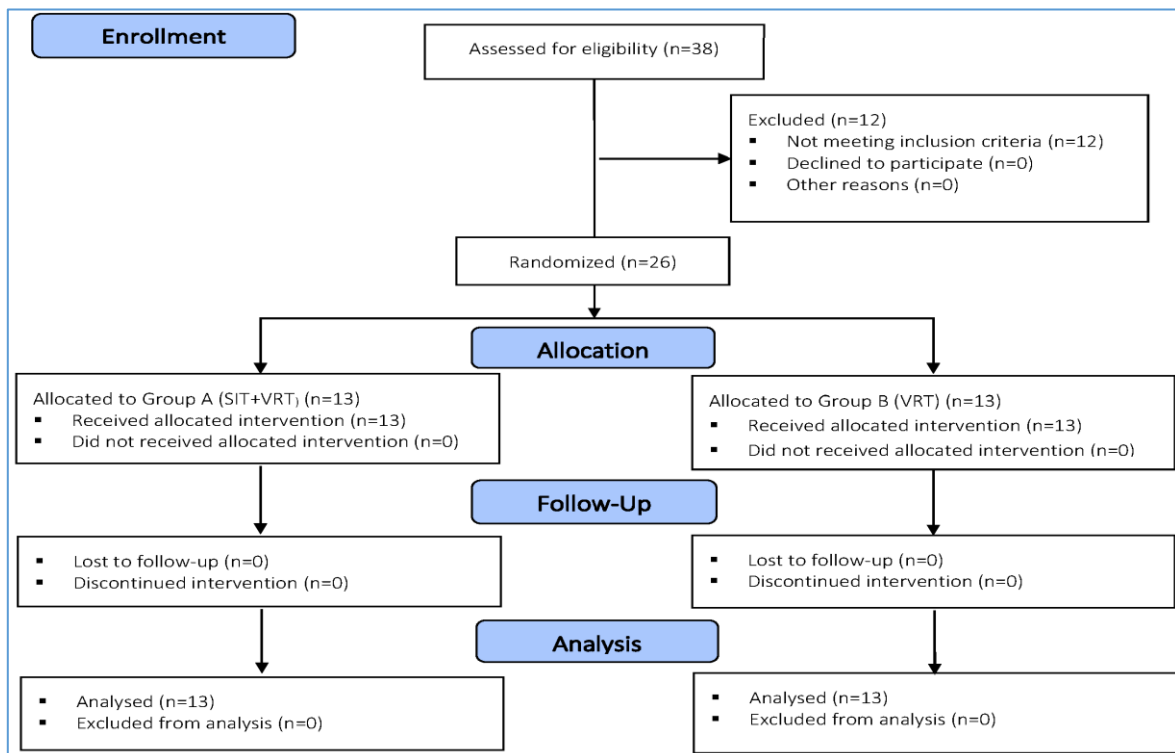 Enrollment
Assessed for eligibility (n=38)
Excluded (n=12)
▪ Not meeting inclusion criteria (n=12)
▪ Declined to participate (n=0)
▪ Other reasons (n=0)
Randomized (n=26)
Allocation
Allocated to Group A (SIT+VRT) (n=13)
▪ Received allocated intervention (n=13)
▪ Did not received allocated intervention (n=0)
Allocated to Group B (VRT) (n=13)
▪ Received allocated intervention (n=13)
▪ Did not received allocated intervention (n=0)
Follow-Up
▪ Lost to follow-up (n=0)
▪ Discontinued intervention (n=0)
▪ Lost to follow-up (n=0)
▪ Discontinued intervention (n=0)
Analysis
▪ Analysed (n=13)
▪ Excluded from analysis (n=0)
▪ Analysed (n=13)
▪ Excluded from analysis (n=0)